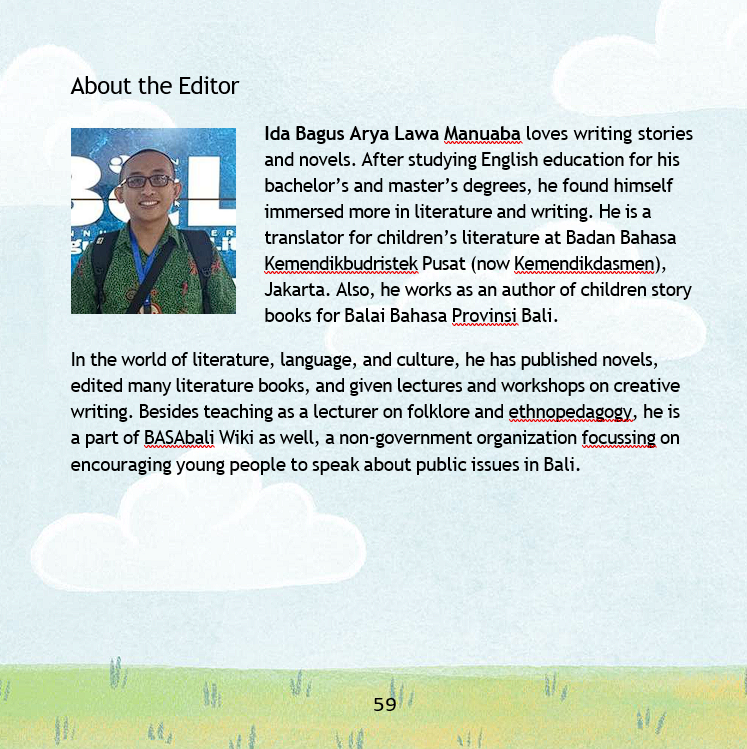 About the Editor
Ida Bagus Arya Lawa Manuaba loves writing stories
and novels. After studying English education for his
bachelor’s and master’s degrees, he found himself
immersed more in literature and writing. He is a
translator for children’s literature at Badan Bahasa
Kemendikbudristek Pusat (now Kemendikdasmen),
Jakarta. Also, he works as an author of children story
books for Balai Bahasa Provinsi Bali.
In the world of literature, language, and culture, he has published novels,
edited many literature books, and given lectures and workshops on creative
writing. Besides teaching as a lecturer on folklore and ethnopedagogy, he is
a part of BASAbali Wiki as well, a non-government organization focussing on
encouraging young people to speak about public issues in Bali.
59